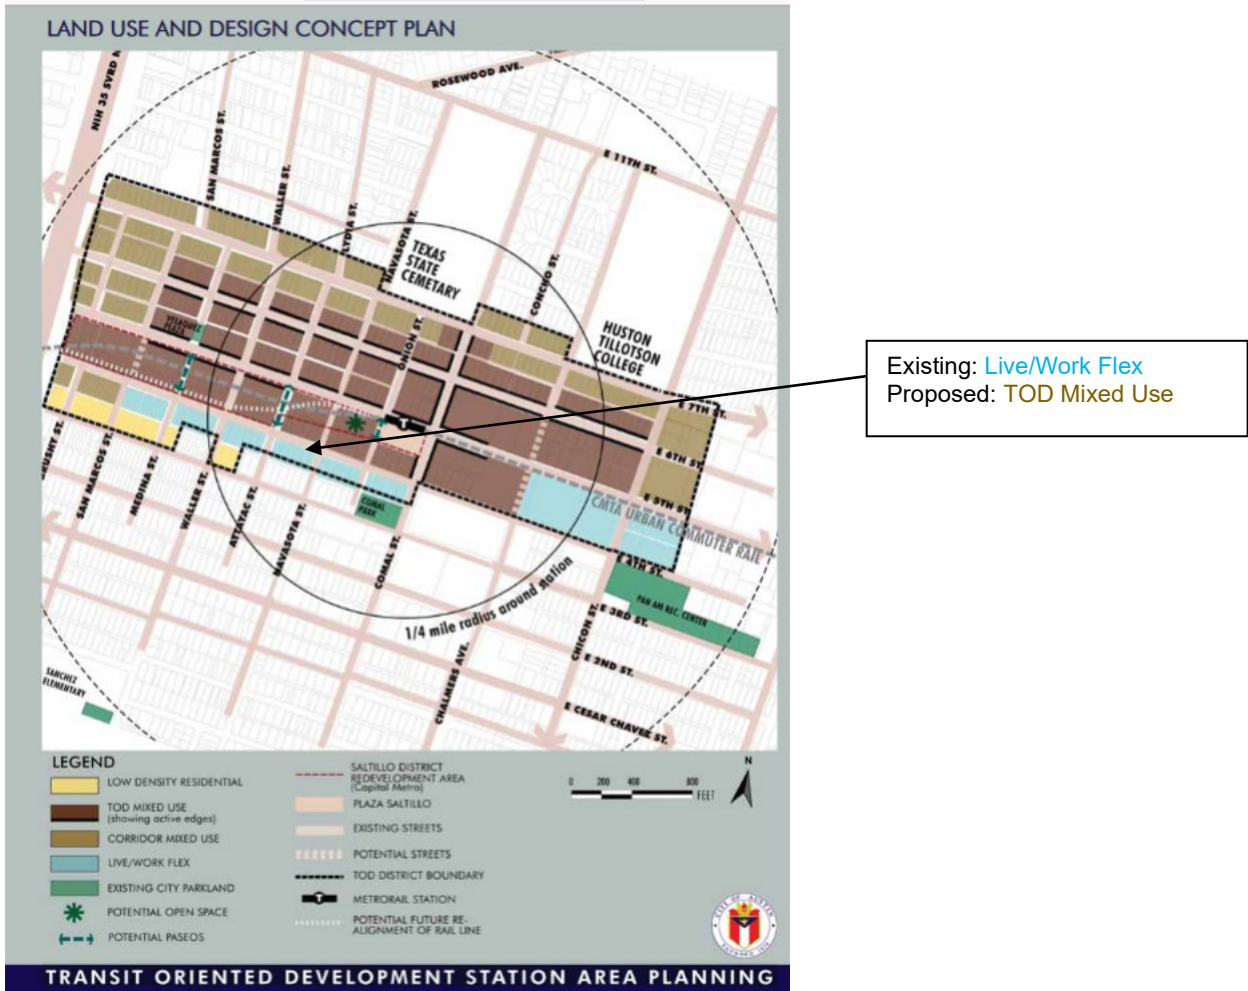 LAND USE AND DESIGN CONCEPT PLAN
NIH 35 SVRD N
ROSEWOOD AVE.
E 11TH ST.
SAN MARCOS ST.
WALLER ST.
LYDIA ST.
NAVASOTA ST.
CONCHO ST.
TEXAS
STATE
CEMETARY
HUSTON
TILLOTSON
COLLEGE
VELAQUEZ
PLAZA
UNION ST.
T
E 7TH ST.
E 6TH ST.
E 5TH ST.
CMTA URBAN COMMUTER RAIL
E 4TH ST.
COMAL
PARK
BUSHY ST.
SAN MARCOS ST.
MEDINA ST.
WALLER ST.
ATTATAC ST.
NAVASOTA ST.
COMAL ST.
1/4 mile radius around station
CHALMERS AVE.
CHICON ST.
PAN AM REC. CENTER
E 3RD ST.
E 2ND ST.
E CESAR CHAVEZ ST.
SANCHEZ
ELEMENTARY
Existing: Live/Work Flex
Proposed: TOD Mixed Use
LEGEND
LOW DENSITY RESIDENTIAL
TOD MIXED USE
(showing active edges)
CORRIDOR MIXED USE
LIVE/WORK FLEX
EXISTING CITY PARKLAND
POTENTIAL OPEN SPACE
POTENTIAL PASEOS
SALTILLO DISTRICT
REDEVELOPMENT AREA
(Capital Metro)
PLAZA SALTILLO
EXISTING STREETS
POTENTIAL STREETS
TOD DISTRICT BOUNDARY
METRORAIL STATION
POTENTIAL FUTURE RE-
ALIGNMENT OF RAIL LINE
0 200 400 800
FEET
N
CITY OF AUSTIN
TRANSIT ORIENTED DEVELOPMENT STATION AREA PLANNING